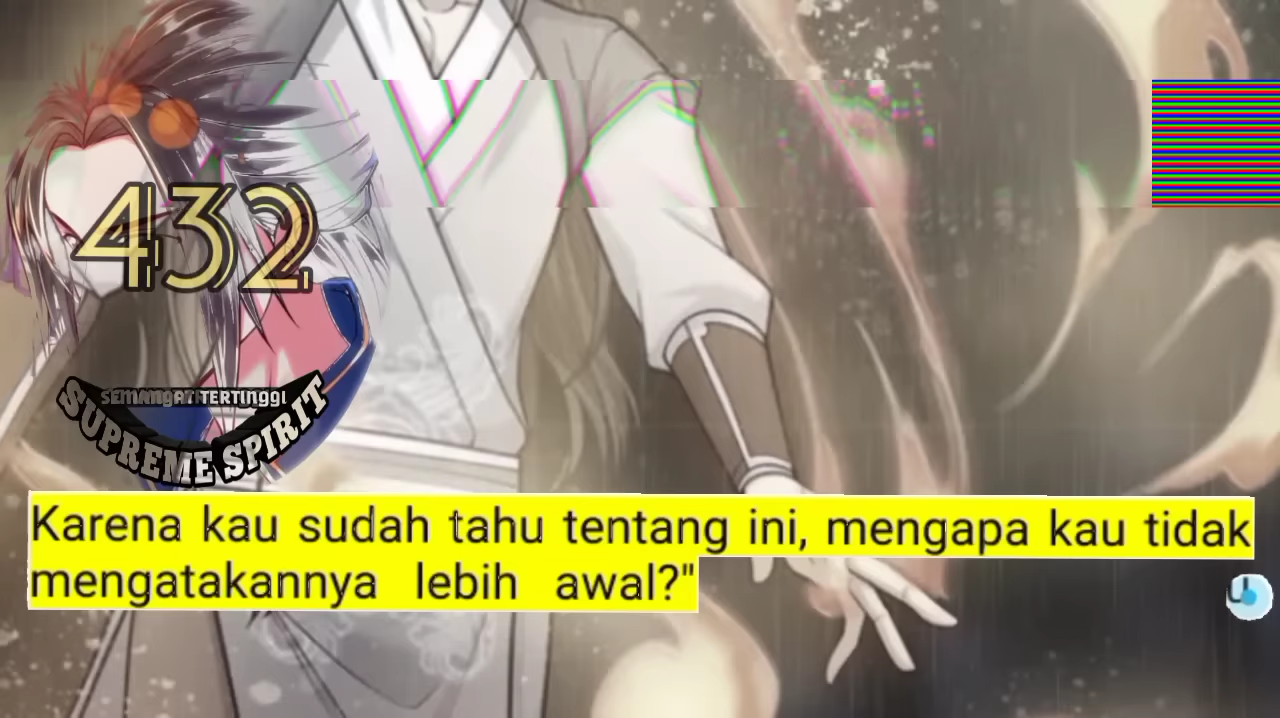 432
SEMANGAT TERTINGGI
SUPREME SPIRIT
Karena kau sudah tahu tentang ini, mengapa kau tidak
mengatakannya lebih awal?"